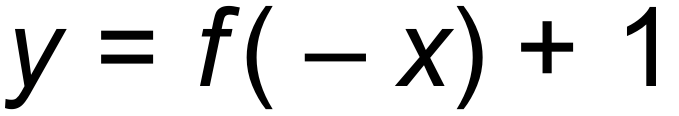 y = f( – x) + 1